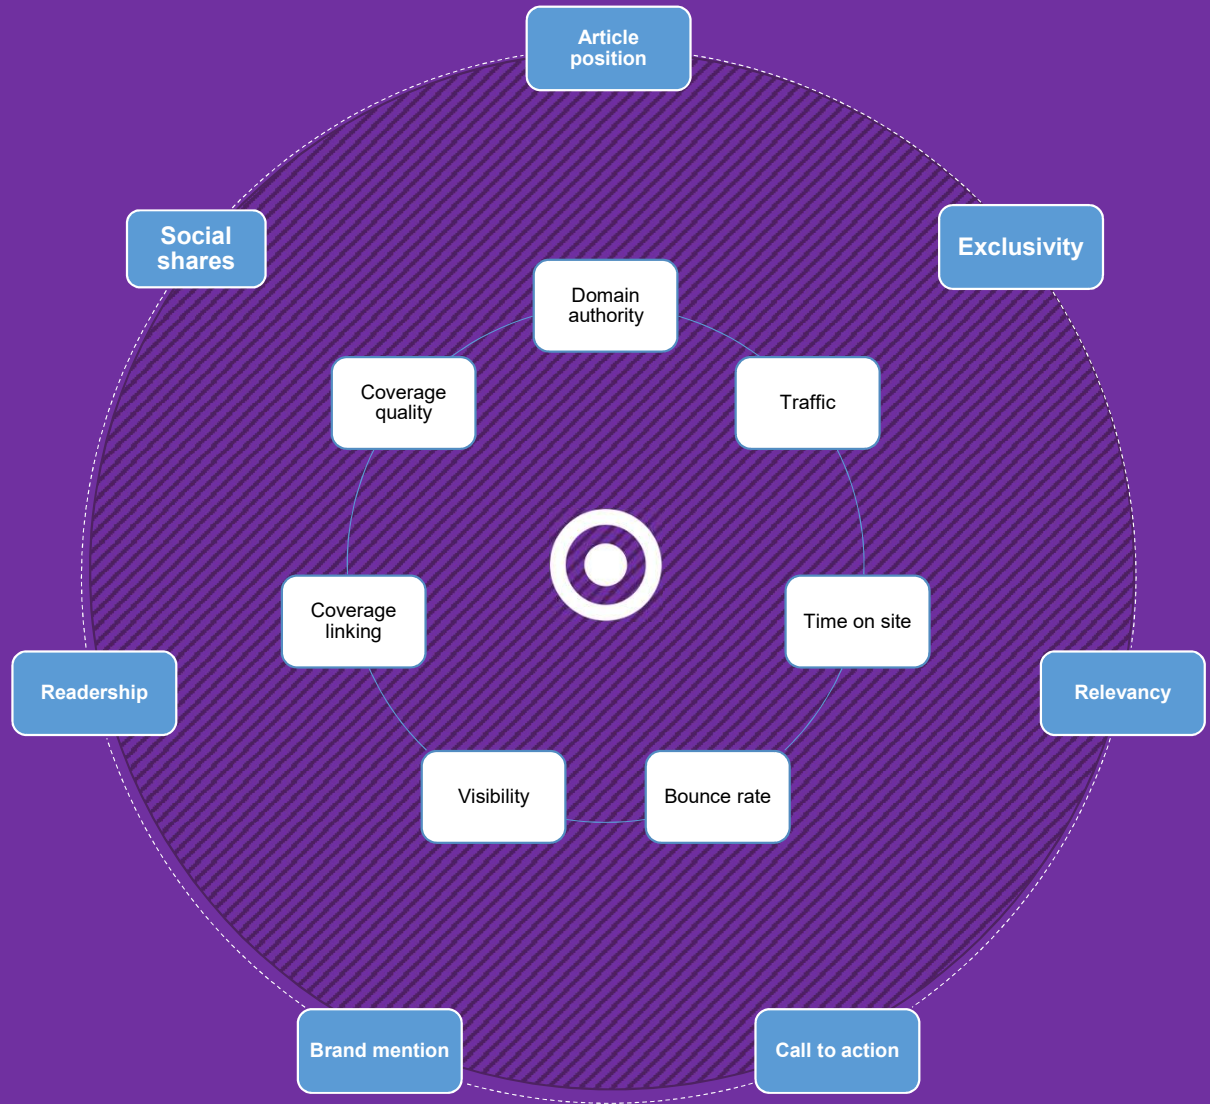 Article
position
Social
shares
Exclusivity
Domain
authority
Coverage
quality
Traffic
Coverage
linking
Time on site
Readership
Relevancy
Visibility
Bounce rate
Brand mention
Call to action